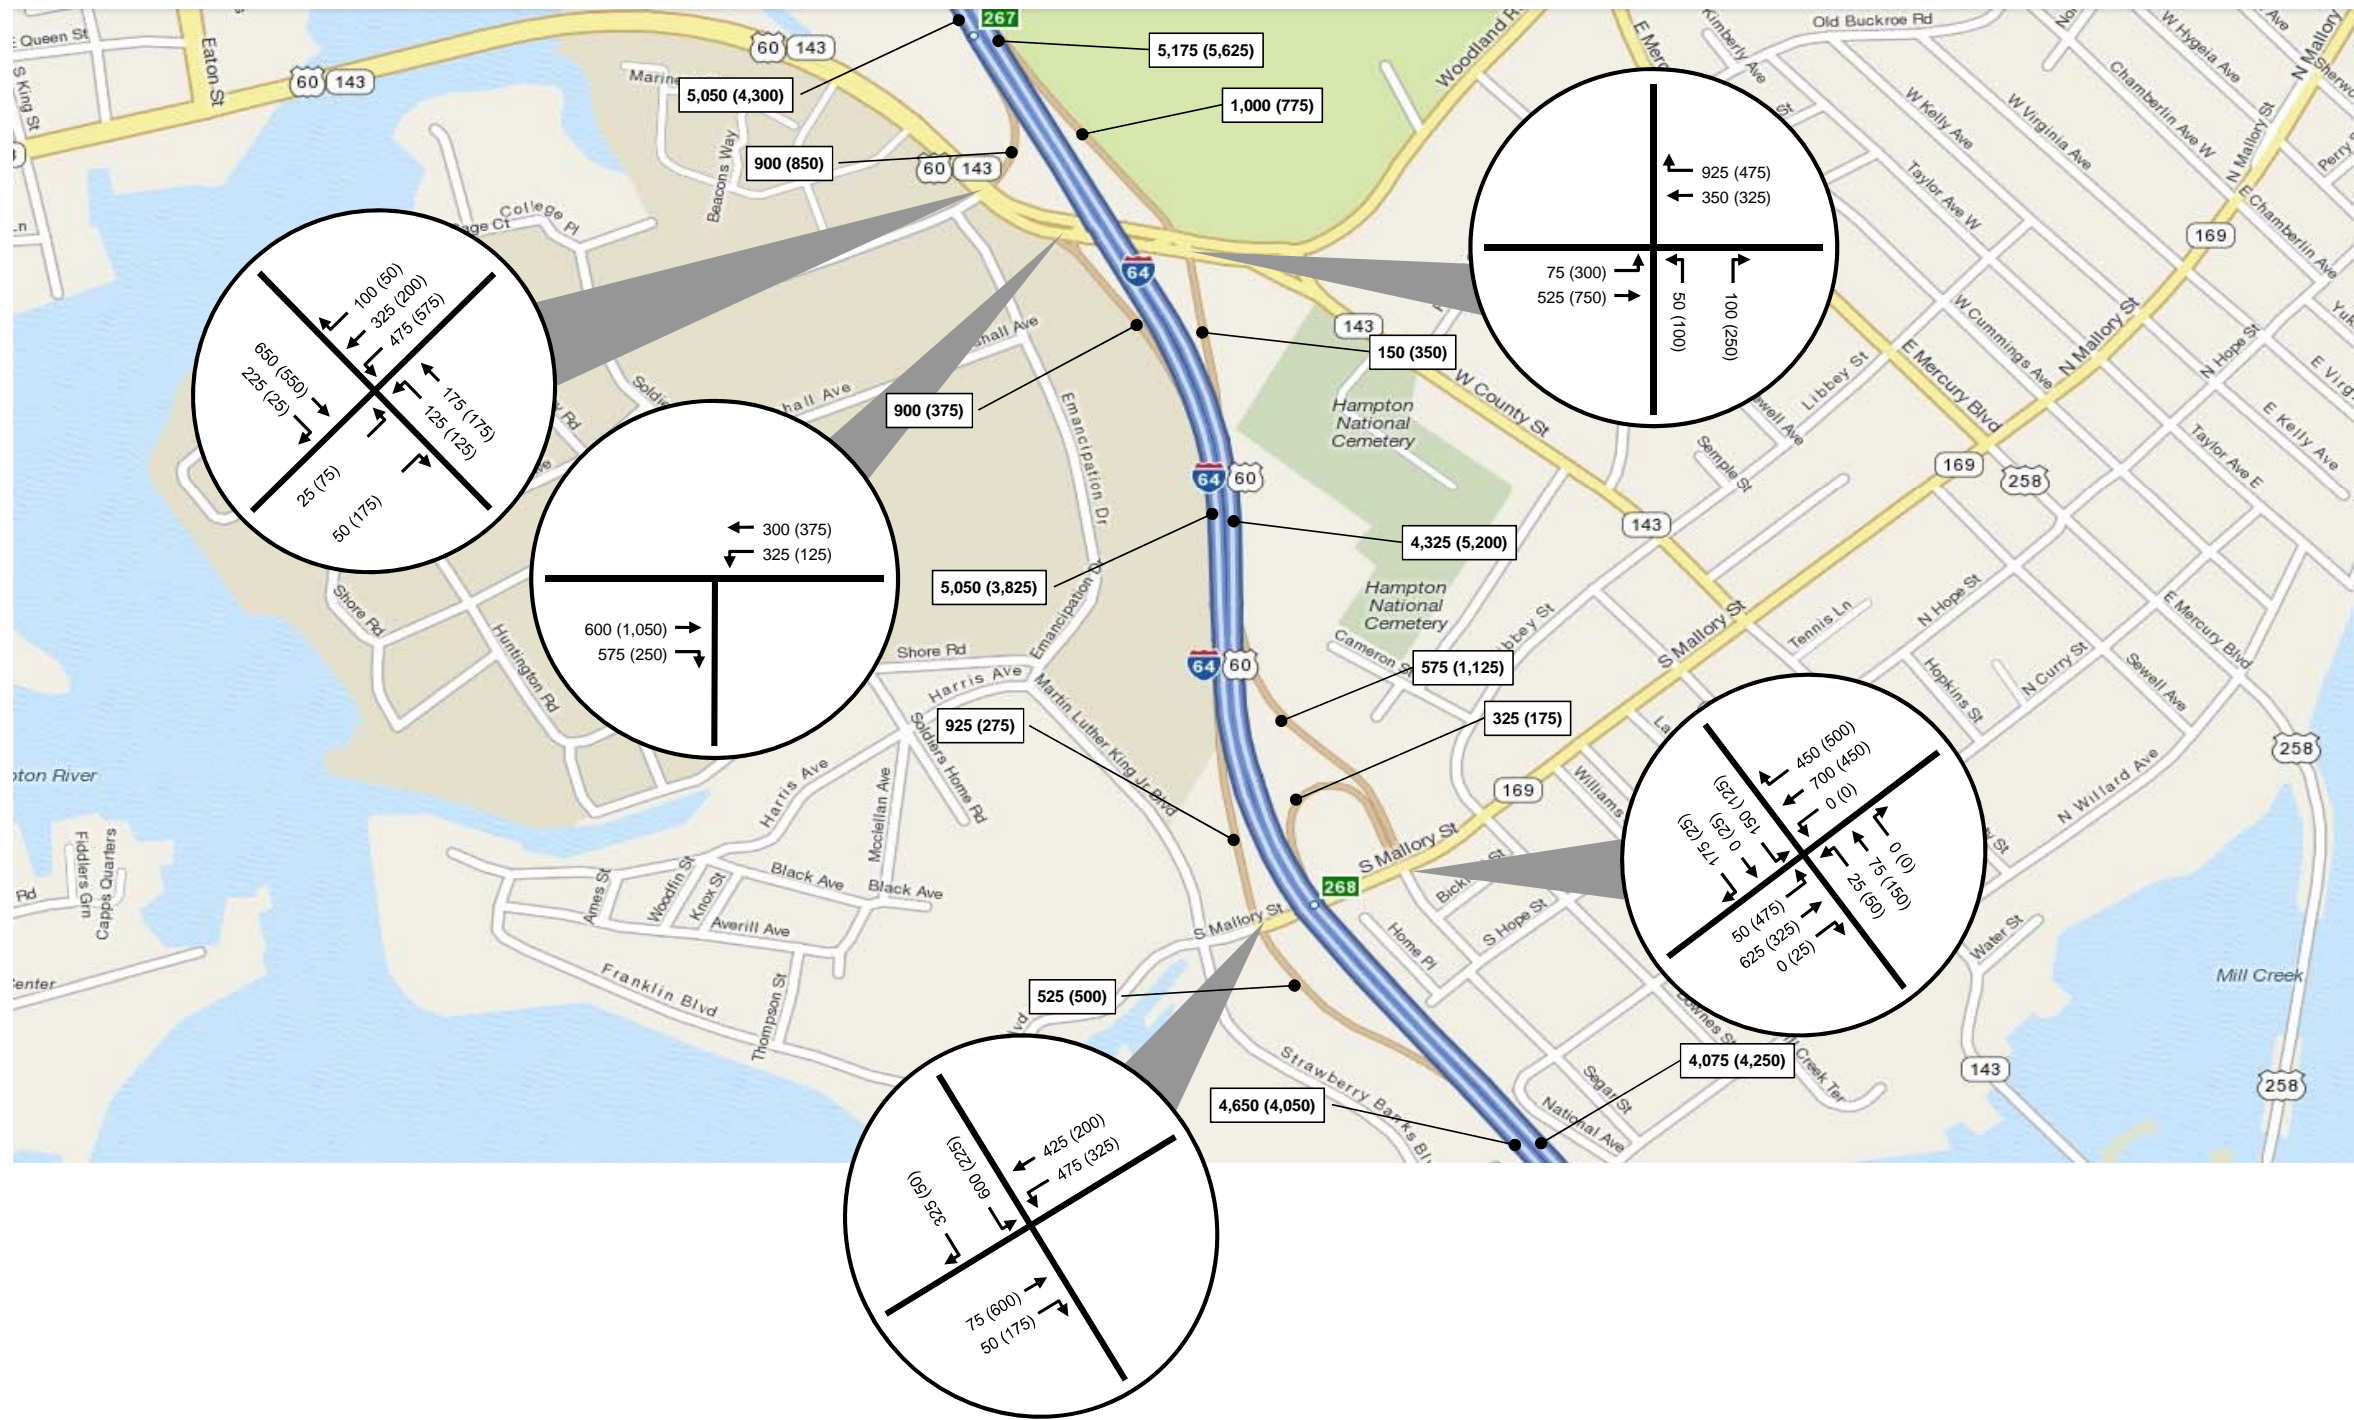 267
Old Buckroe Rd
E Queen St
Eaton St
S King St
60
143
60
143
60
143
60
143
5,175 (5,625)
5,050 (4,300)
1,000 (775)
900 (850)
Beacons Way
College Pl
Woodland R
Kimberly Ave
W Hygeia Ave
N Mallory
Chamberlin Ave W
W Kelly Ave
W Virginia Ave
N Mallory St
Taylor Ave W
E Chamberlin Ave
169
925 (475)
350 (325)
75 (300)
525 (750)
50 (100)
100 (250)
100 (50)
325 (200)
475 (575)
650 (550)
225 (25)
175 (175)
125 (125)
25 (75)
50 (175)
64
143
150 (350)
900 (375)
W County St
Hampton
National
Cemetery
W Cummings Ave
N Mallory St
N Hope St
E Mercury Blvd
Libbey St
Semple St
E Kelly Ave
Taylor Ave E
169
258
143
Emancipation Dr
64
60
4,325 (5,200)
5,050 (3,825)
300 (375)
325 (125)
600 (1,050)
575 (250)
Hampton
National
Cemetery
Cameron St
S Mallory St
Tennis Ln
N Hope St
E Mercury Blvd
Hopkins St
N Curry St
Sewell Ave
258
N Willard Ave
Shore Rd
Huntington Rd
Shore Rd
Harris Ave
Emancipation Dr
Soldiers Home Rd
Martin Luther King Jr Blvd
64
60
575 (1,125)
325 (175)
925 (275)
169
S Mallory St
Williams
450 (500)
700 (450)
0 (0)
150 (125)
0 (25)
175 (25)
0 (0)
75 (150)
25 (50)
50 (475)
625 (325)
0 (25)
Fiddlers Grn
Capps Quarters
Rd
Harris Ave
Mcclellan Ave
Ames St
Woodfin St
Knox St
Black Ave
Black Ave
Averill Ave
Franklin Blvd
Thompson St
268
S Mallory St
S Hope St
Home Pl
Water St
Mill Creek
525 (500)
Strawberry Banks Bl
Segar St
National Ave
4,075 (4,250)
4,650 (4,050)
143
258
425 (200)
475 (325)
600 (225)
325 (50)
75 (600)
50 (175)